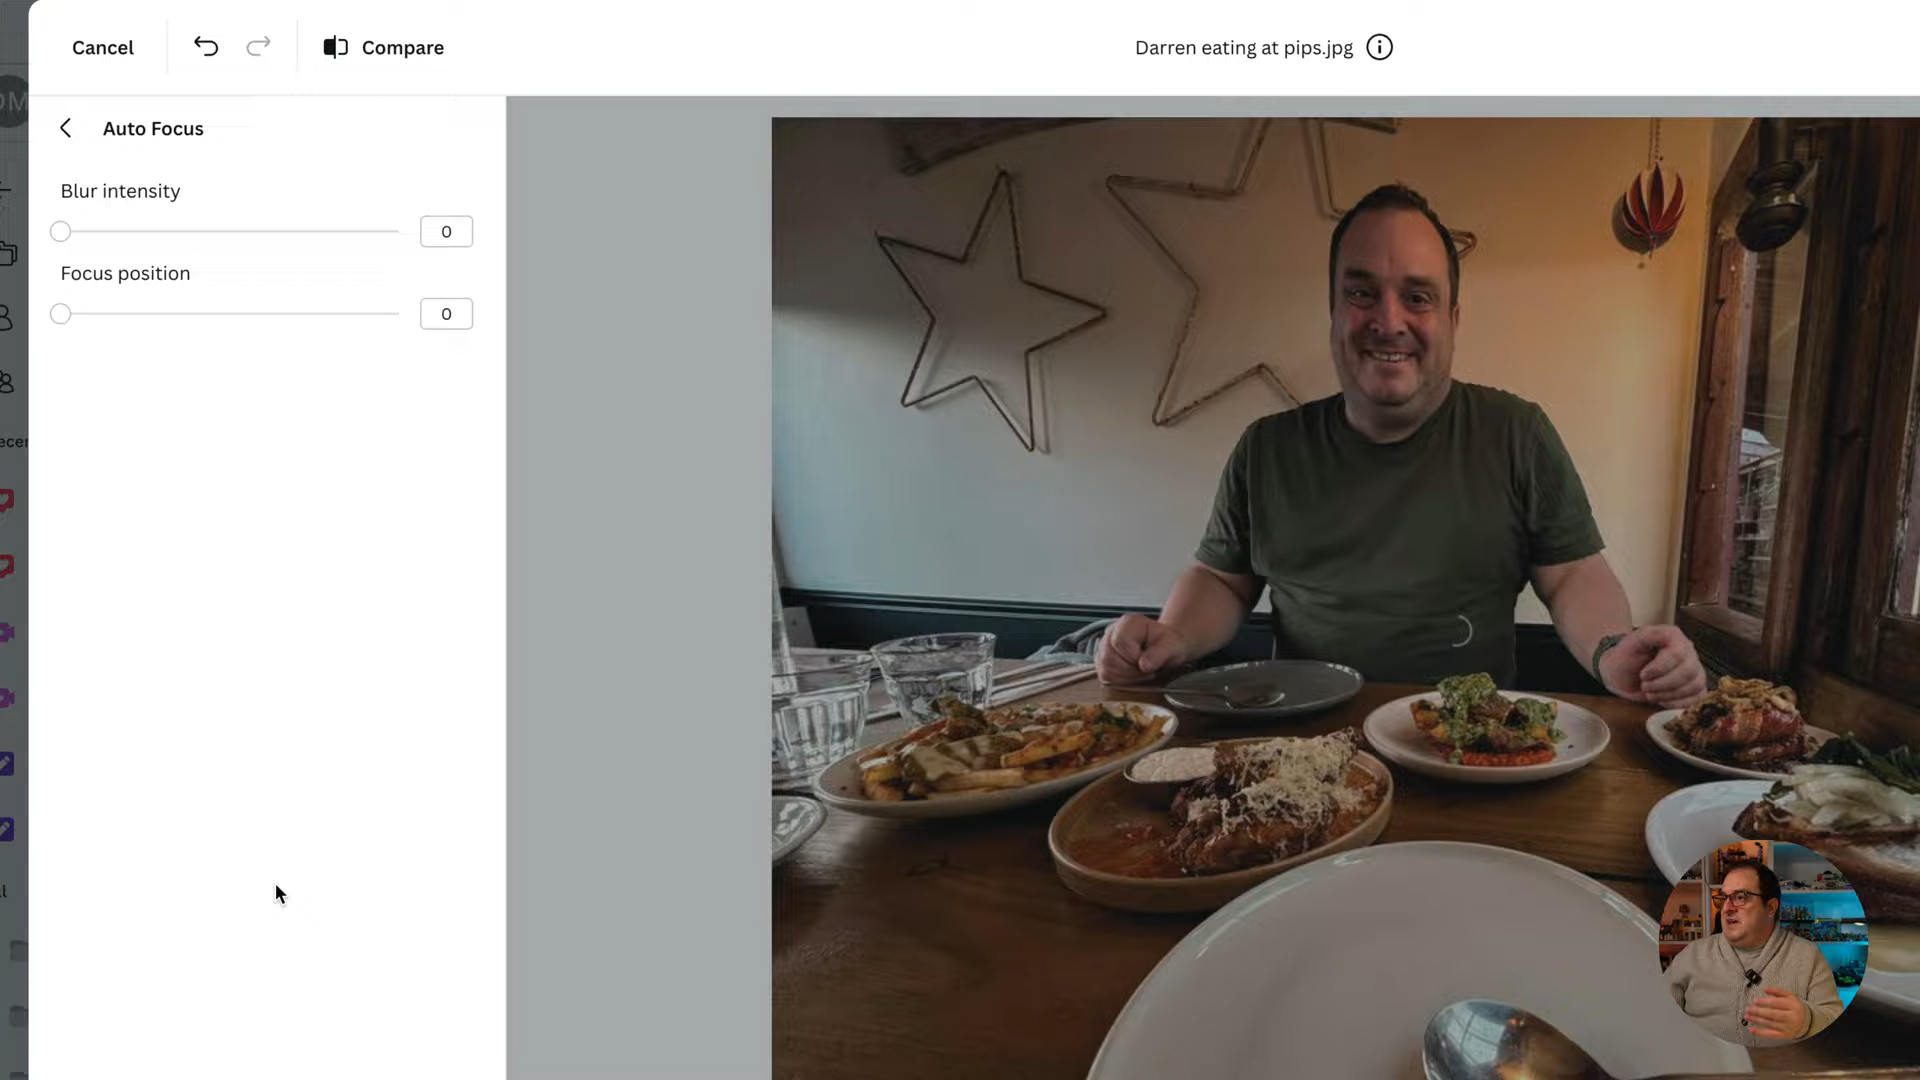 Cancel
Compare
Darren eating at pips.jpg
Auto Focus
Blur intensity
0
Focus position
0